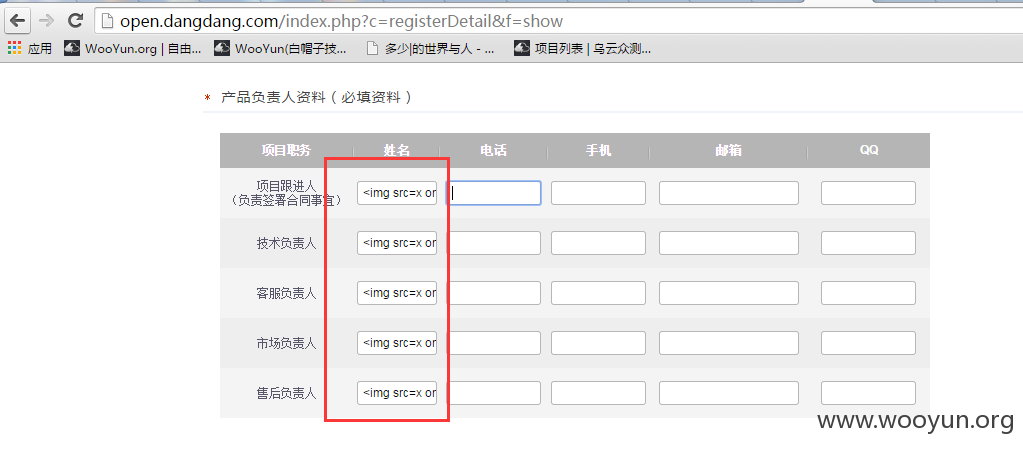 open.dangdang.com/index.php?c=registerDetail&f=show
应用 WooYun.org | 自由... WooYun(白帽子技... 多少|的世界与人 - ... 项目列表 | 乌云众测...
* 产品负责人资料（必填资料）
项目职务 姓名 电话 手机 邮箱 QQ
项目跟进人
（负责签署合同事宜） <img src=x or
技术负责人 <img src=x or
客服负责人 <img src=x or
市场负责人 <img src=x or
售后负责人 <img src=x or
www.wooyun.org